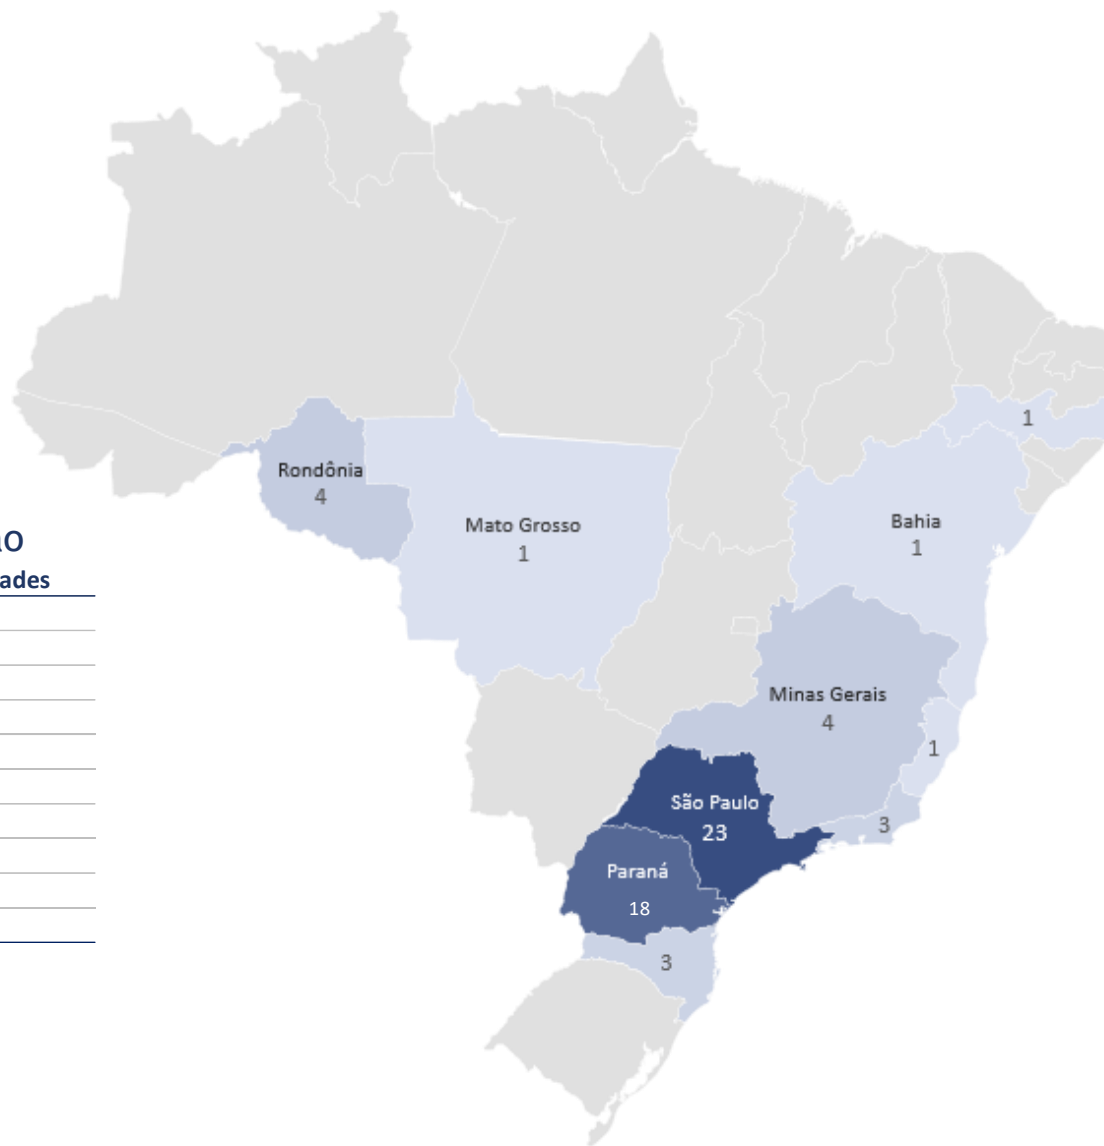 Rondônia
4
Mato Grosso
1
1
Bahia
1
Minas Gerais
4
1
São Paulo
23
3
Paraná
18
3
ão
ades